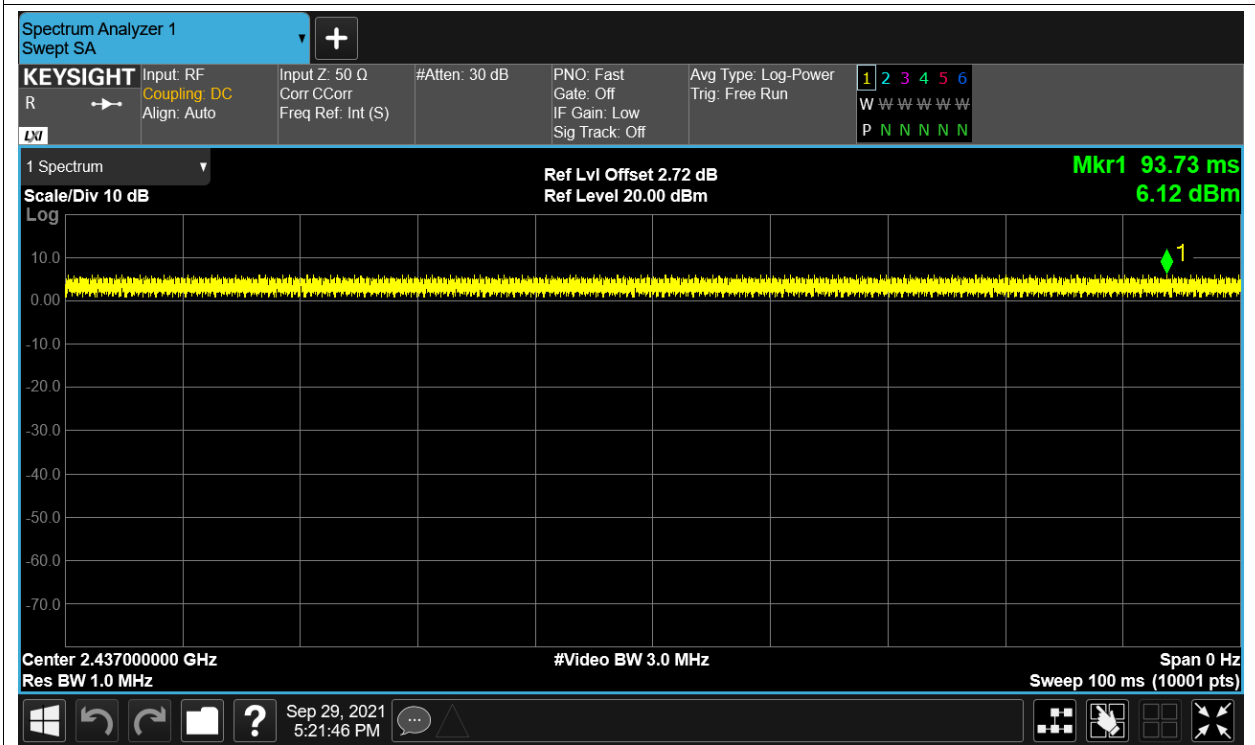 Spectrum Analyzer 1
Swept SA
KEYSIGHT
R
LXI
Input: RF
Coupling: DC
Align: Auto
Input Z: 50 Ω
Corr CCorr
Freq Ref: Int (S)
#Atten: 30 dB
PNO: Fast
Gate: Off
IF Gain: Low
Sig Track: Off
Avg Type: Log-Power
Trig: Free Run
1 2 3 4 5 6
W W W W W W
P N N N N N
1 Spectrum
Scale/Div 10 dB
Ref Lvl Offset 2.72 dB
Ref Level 20.00 dBm
Mkr1 93.73 ms
6.12 dBm
Log
10.0
0.00
-10.0
-20.0
-30.0
-40.0
-50.0
-60.0
-70.0
1
Center 2.437000000 GHz
Res BW 1.0 MHz
#Video BW 3.0 MHz
Span 0 Hz
Sweep 100 ms (10001 pts)
?
Sep 29, 2021
5:21:46 PM